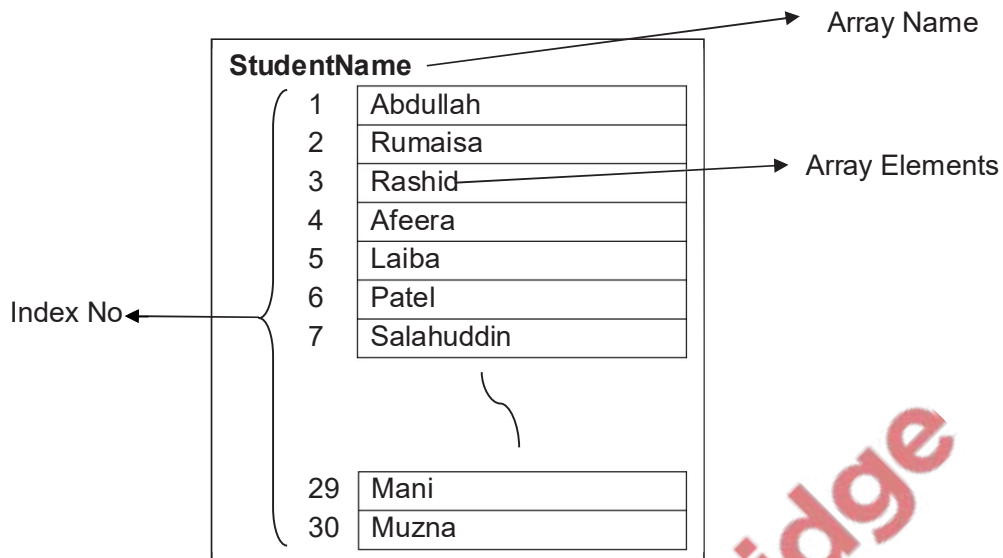 Array Name
StudentName
1 Abdullah
2 Rumaisa
3 Rashid
Array Elements
4 Afeera
5 Laiba
6 Patel
Index No
7 Salahuddin
29 Mani
30 Muzna
idge